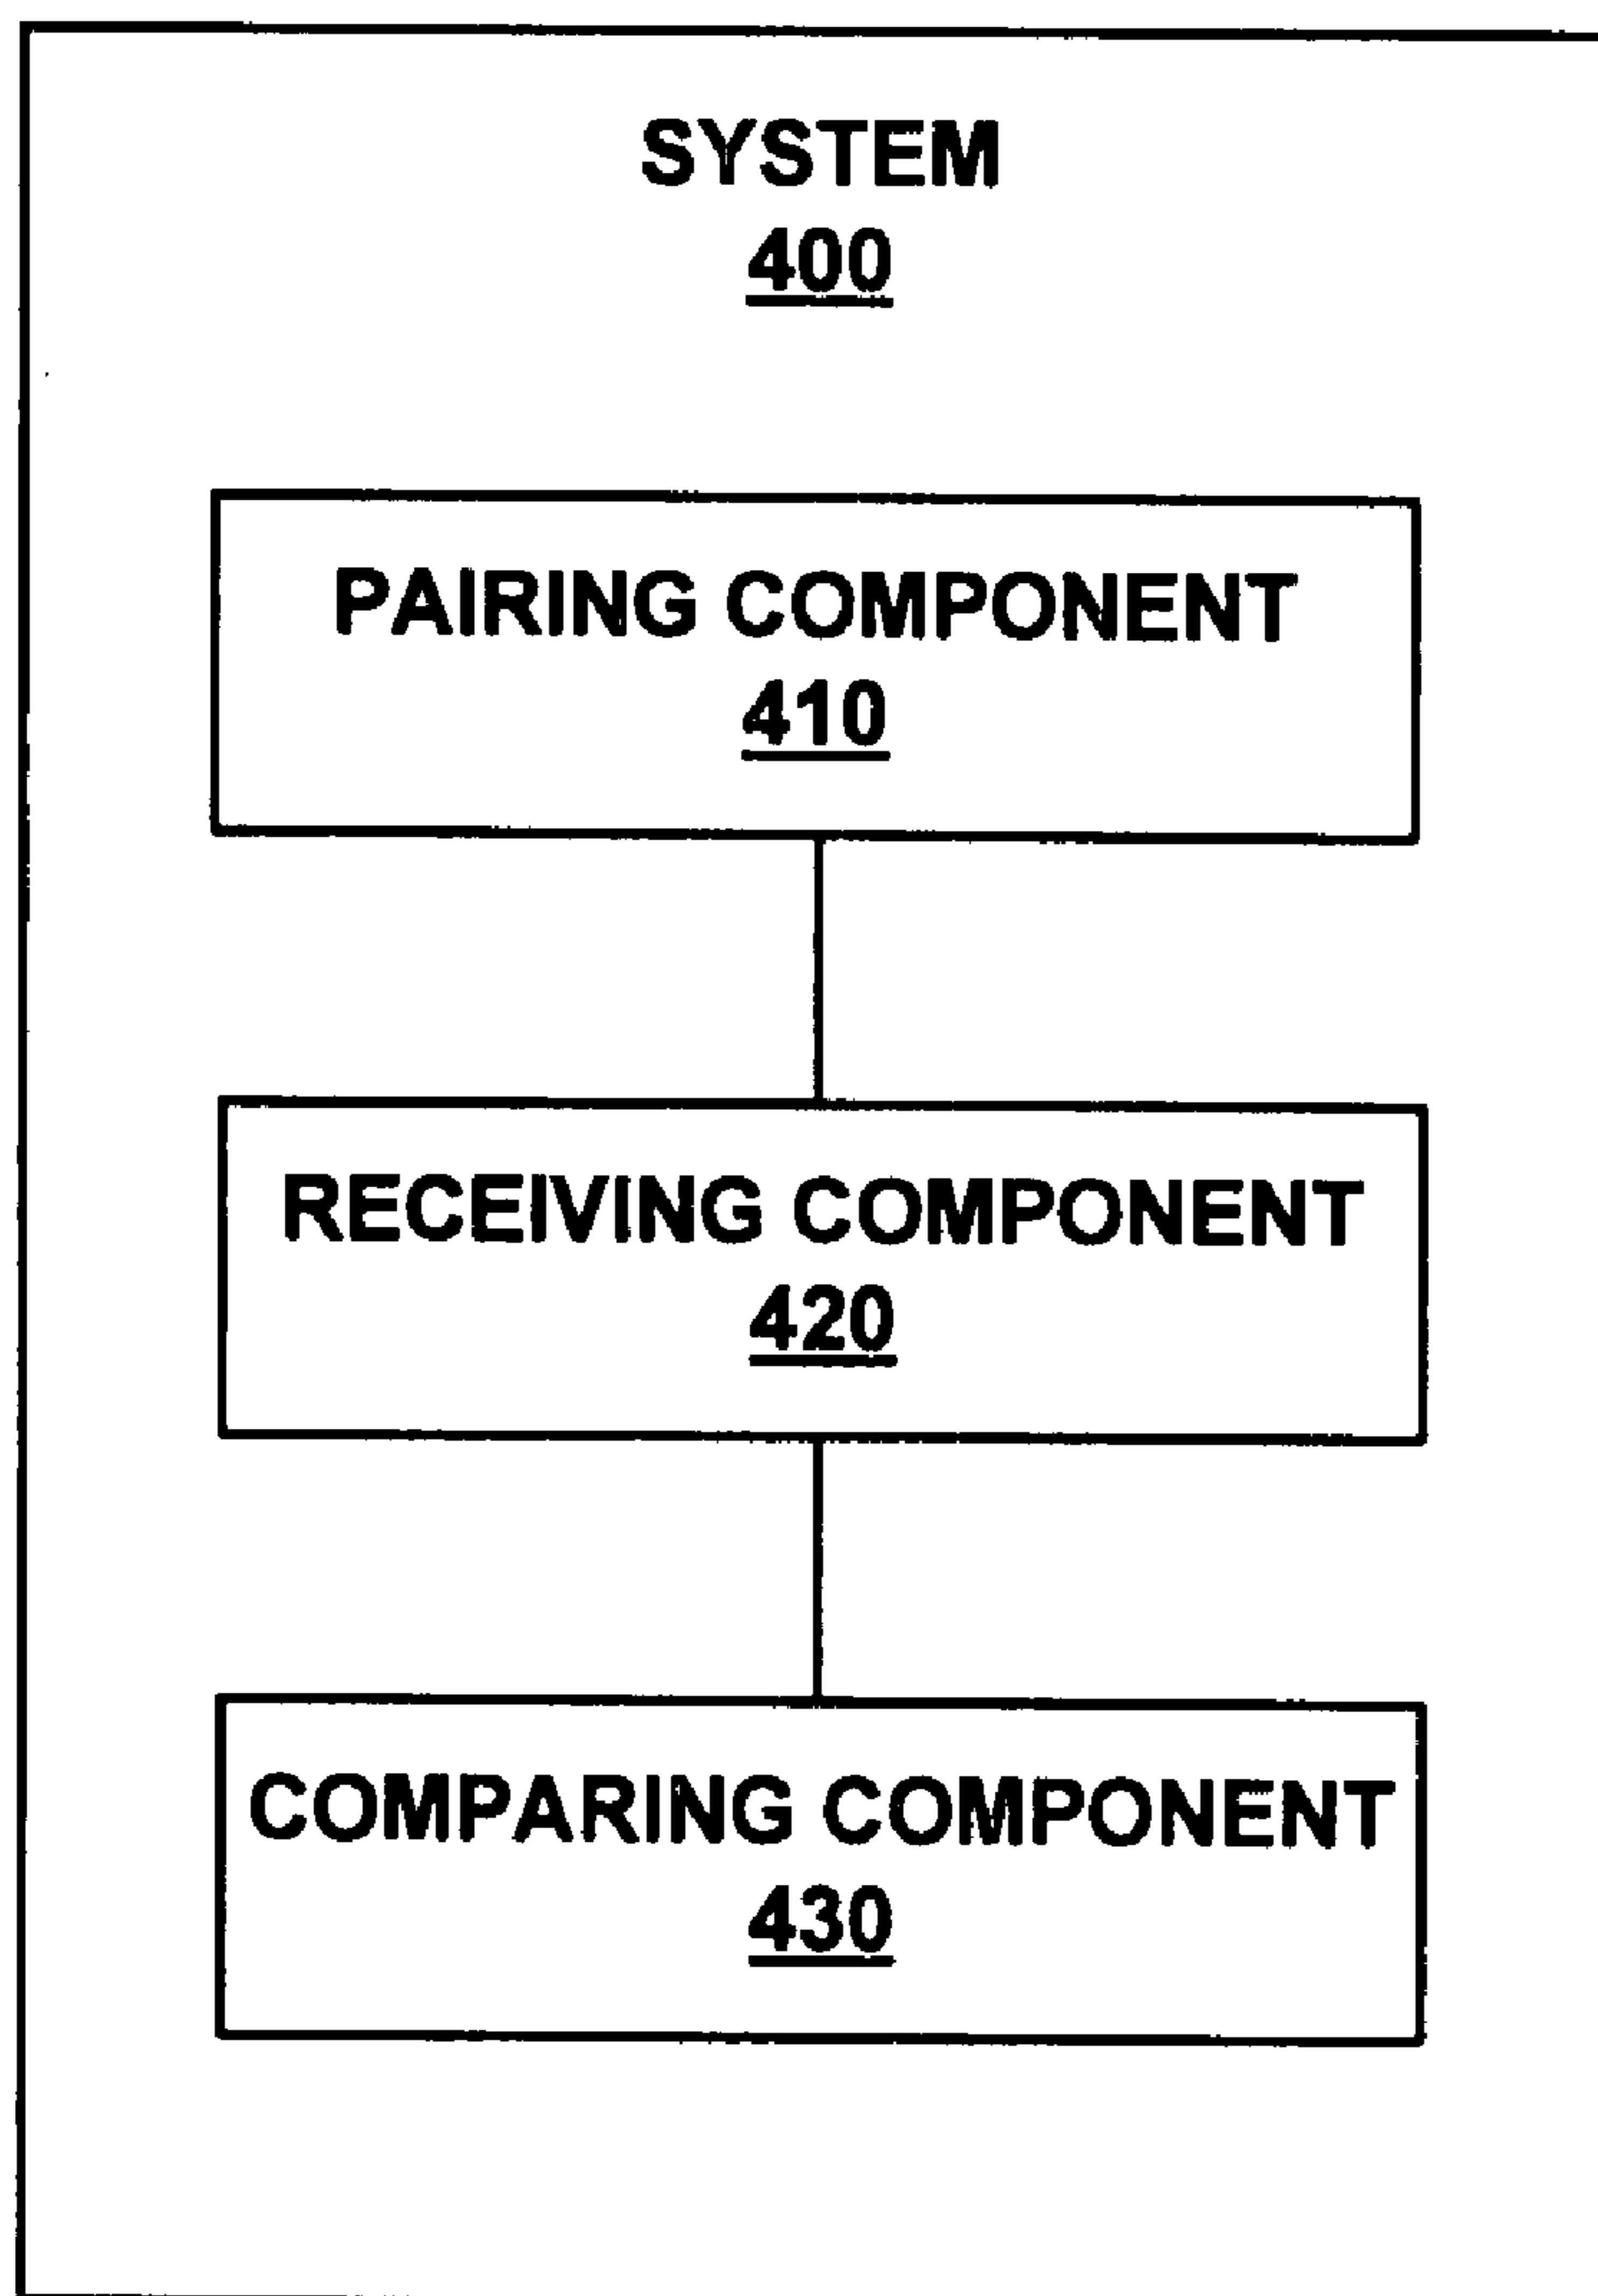 SYSTEM
400
PAIRING COMPONENT
410
RECEIVING COMPONENT
420
COMPARING COMPONENT
430